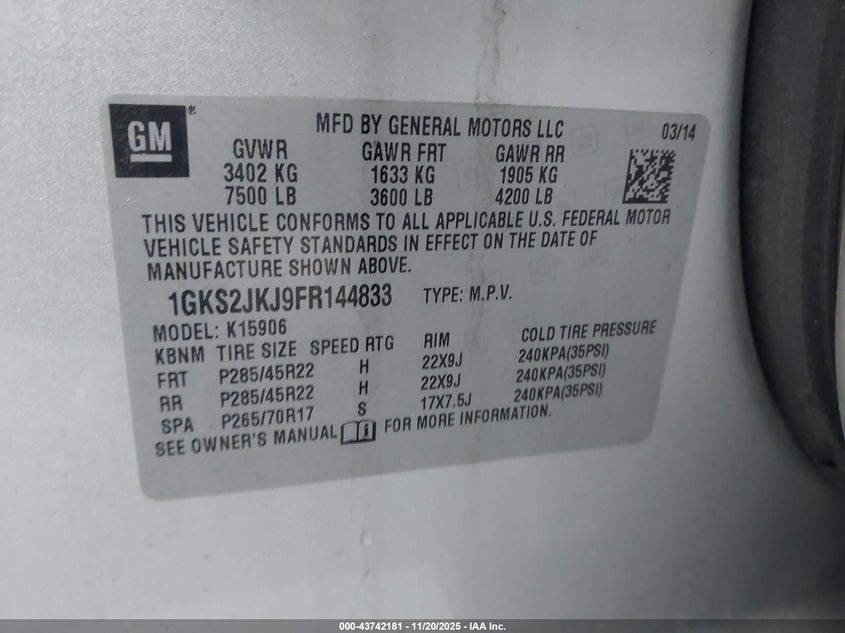 GM ®
MFD BY GENERAL MOTORS LLC 03/14
GVWR GAWR FRT GAWR RR
3402 KG 1633 KG 1905 KG
7500 LB 3600 LB 4200 LB
THIS VEHICLE CONFORMS TO ALL APPLICABLE U.S. FEDERAL MOTOR
VEHICLE SAFETY STANDARDS IN EFFECT ON THE DATE OF
MANUFACTURE SHOWN ABOVE.
1GKS2JKJ9FR144833 TYPE: M.P.V.
MODEL: K15906
KBNM TIRE SIZE SPEED RTG RIM COLD TIRE PRESSURE
FRT P285/45R22 H 22X9J 240KPA(35PSI)
RR P285/45R22 H 22X9J 240KPA(35PSI)
SPA P265/70R17 S 17X7.5J 240KPA(35PSI)
SEE OWNER'S MANUAL i FOR MORE INFORMATION.
000-43742181 - 11/20/2025 - IAA Inc.